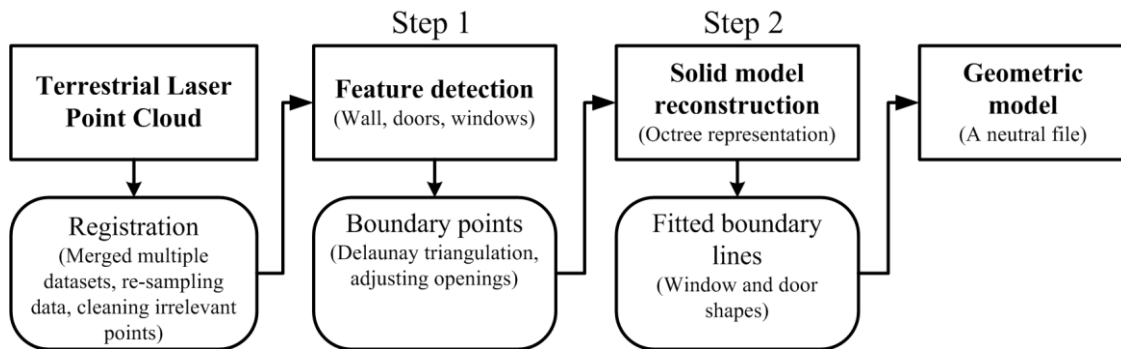 Step 1
Step 2
Terrestrial Laser
Point Cloud
Feature detection
(Wall, doors, windows)
Solid model
reconstruction
(Octree representation)
Geometric
model
(A neutral file)
Registration
(Merged multiple
datasets, re-sampling
data, cleaning irrelevant
points)
Boundary points
(Delaunay triangulation,
adjusting openings)
Fitted boundary
lines
(Window and door
shapes)